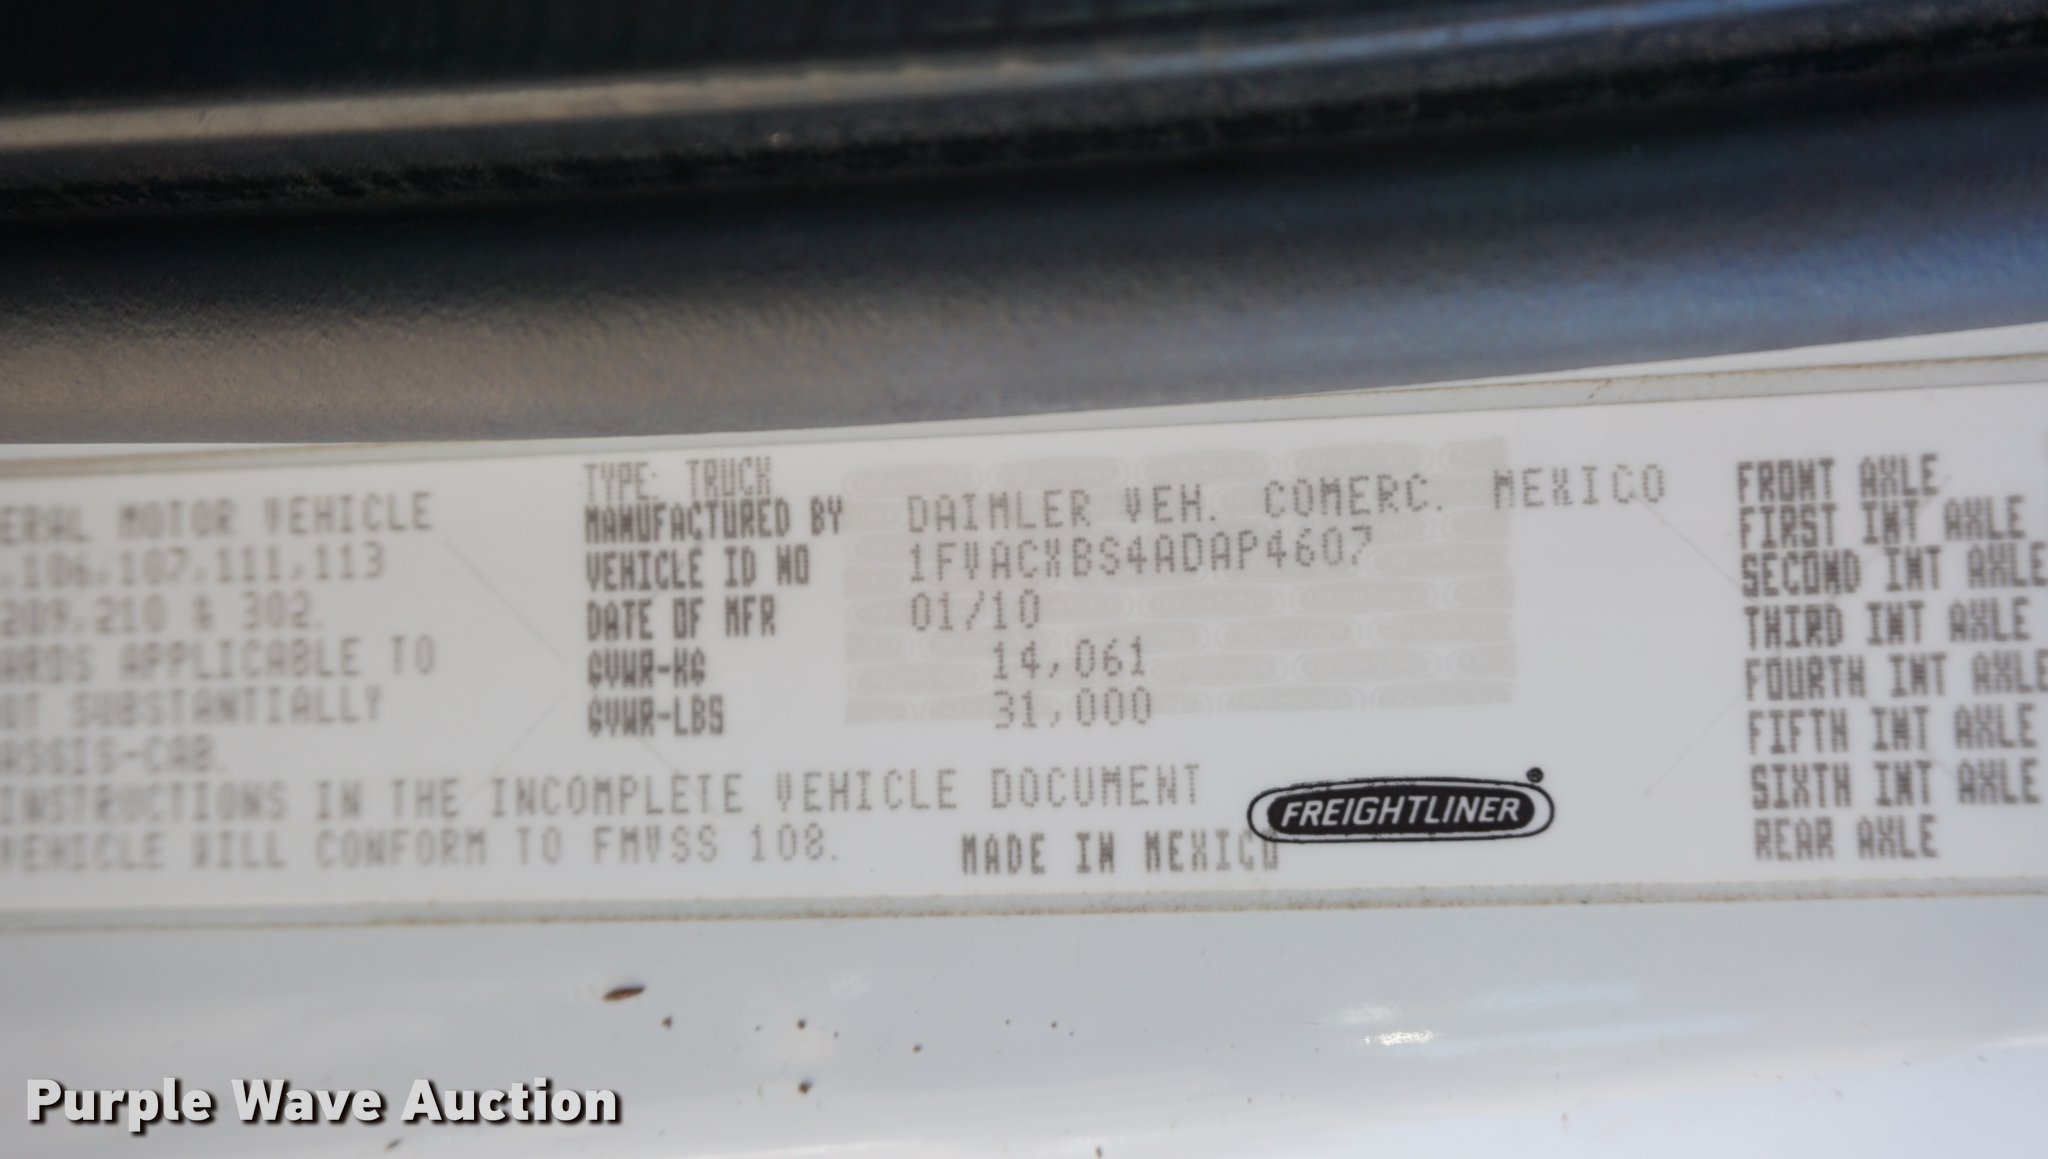 ERAL MOTOR VEHICLE
,106,107,111,113
209,210 & 302.
ARDS APPLICABLE TO
OT SUBSTANTIALLY
ASSIS-CAB.
INSTRUCTIONS IN THE INCOMPLETE VEHICLE DOCUMENT
VEHICLE WILL CONFORM TO FMVSS 108.
TYPE: TRUCK
MANUFACTURED BY DAIMLER VEH. COMERC. MEXICO
VEHICLE ID NO 1FVACXBS4ADAP4607
DATE OF MFR 01/10
GVWR-KG 14,061
GVWR-LBS 31,000
MADE IN MEXICO
FREIGHTLINER
FRONT AXLE
FIRST INT AXLE
SECOND INT AXLE
THIRD INT AXLE
FOURTH INT AXLE
FIFTH INT AXLE
SIXTH INT AXLE
REAR AXLE
Purple Wave Auction